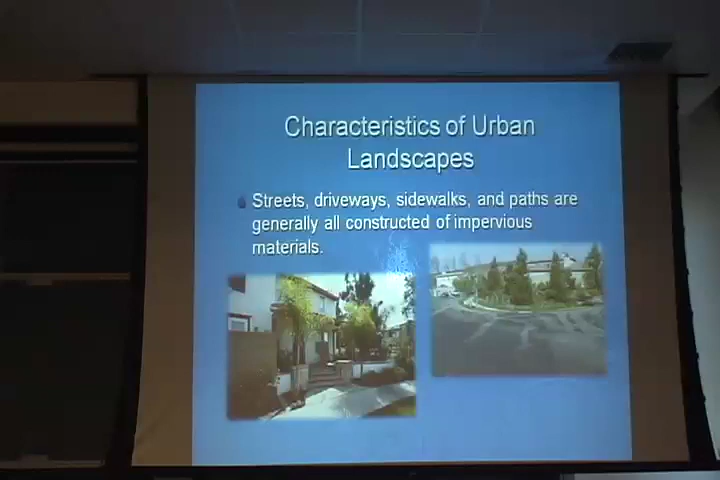 Characteristics of Urban
Landscapes
Streets, driveways, sidewalks, and paths are
generally all constructed of impervious
materials.